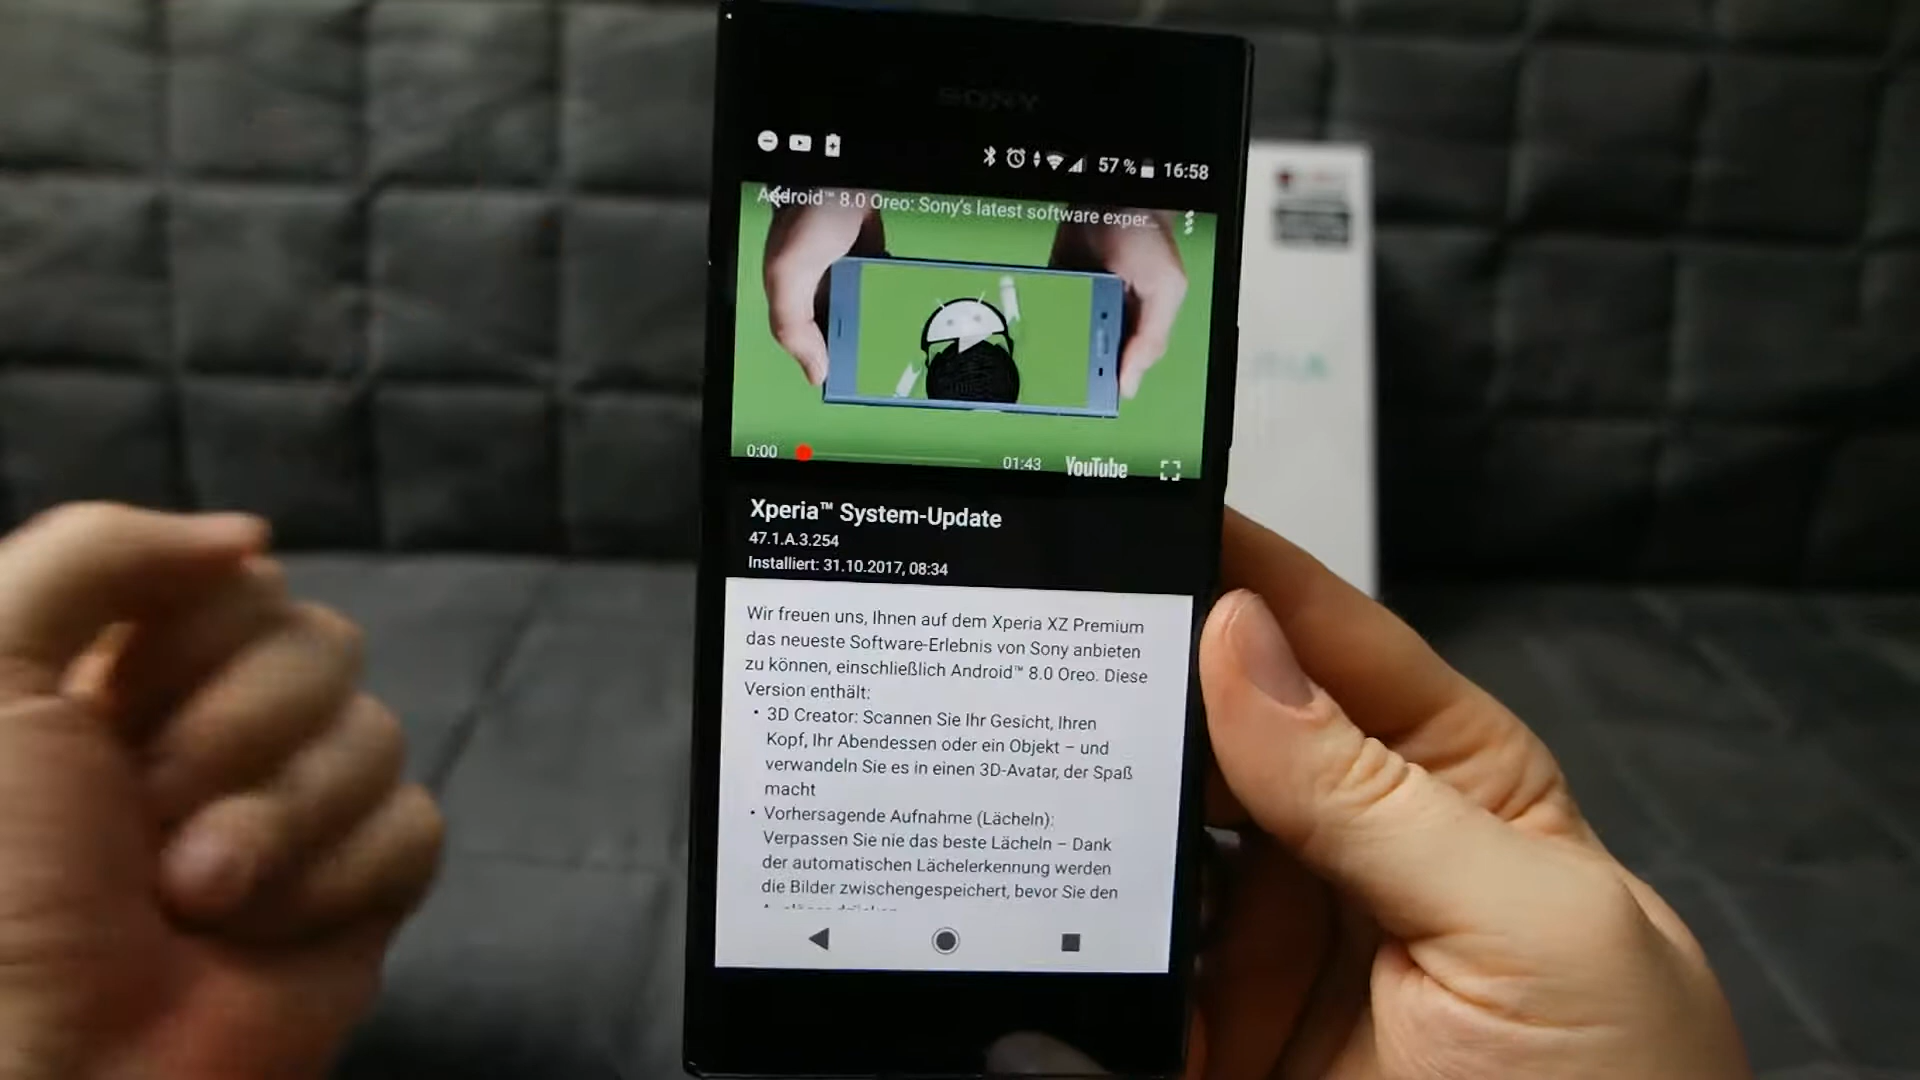 SONY
57 % 16:58
Android™ 8.0 Oreo: Sony's latest software exper...
0:00 01:43 YouTube
Xperia™ System-Update
47.1.A.3.254
Installiert: 31.10.2017, 08:34
Wir freuen uns, Ihnen auf dem Xperia XZ Premium
das neueste Software-Erlebnis von Sony anbieten
zu können, einschließlich Android™ 8.0 Oreo. Diese
Version enthält:
• 3D Creator: Scannen Sie Ihr Gesicht, Ihren
Kopf, Ihr Abendessen oder ein Objekt – und
verwandeln Sie es in einen 3D-Avatar, der Spaß
macht
• Vorhersagende Aufnahme (Lächeln):
Verpassen Sie nie das beste Lächeln – Dank
der automatischen Lächelerkennung werden
die Bilder zwischengespeichert, bevor Sie den